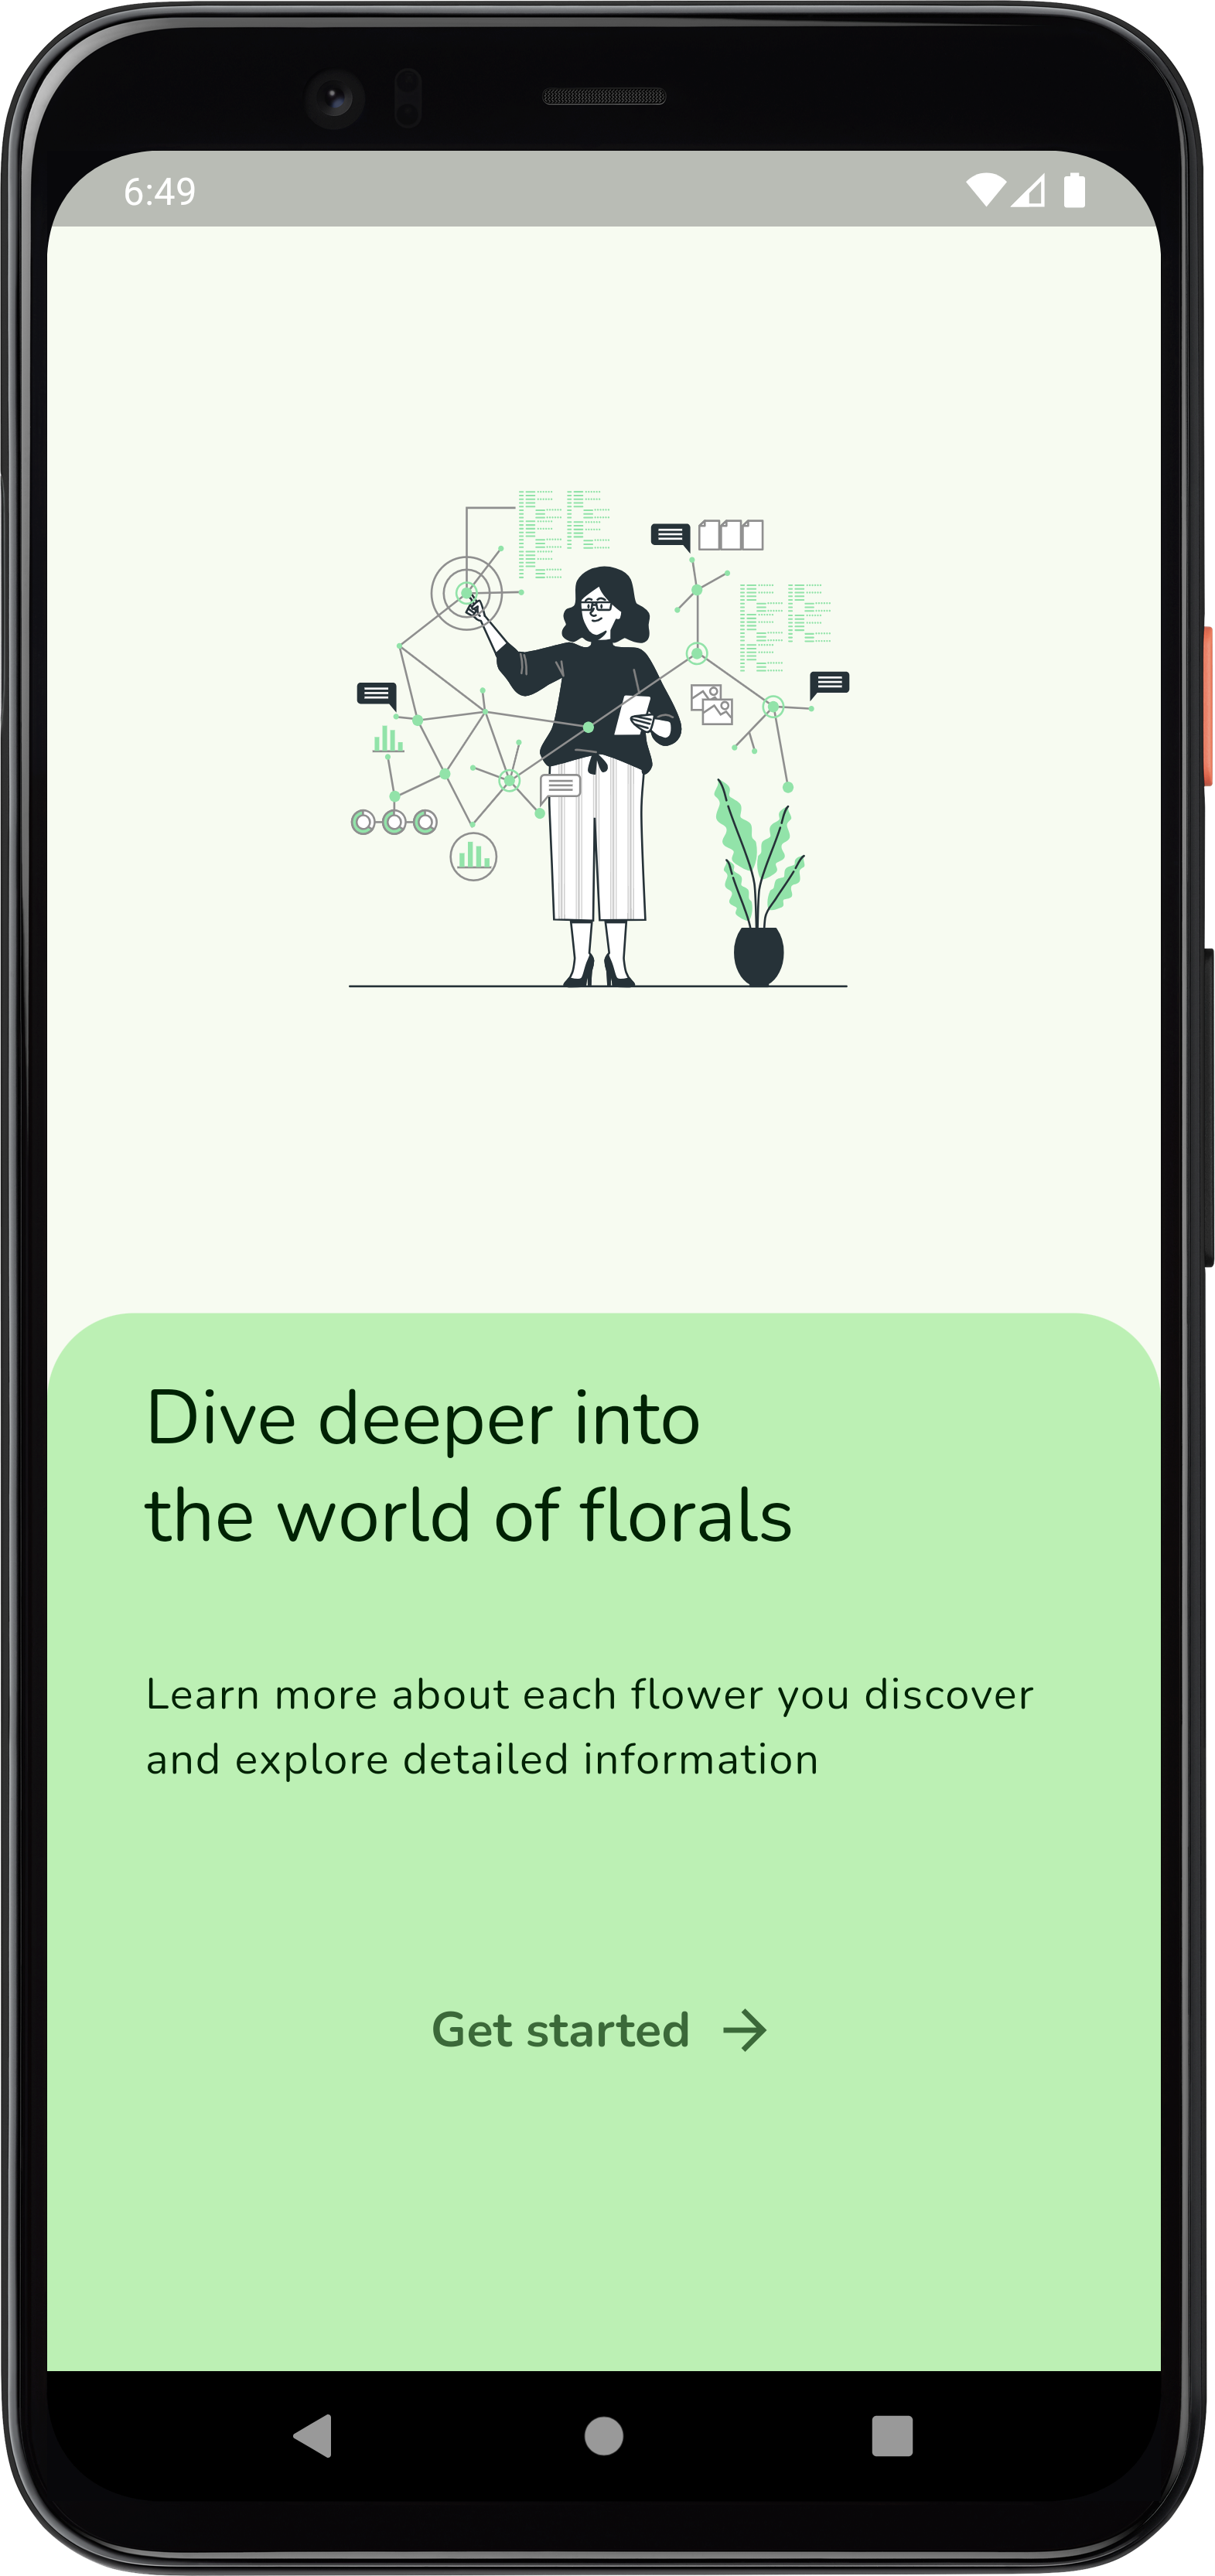 6:49
Dive deeper into
the world of florals
Learn more about each flower you discover
and explore detailed information
Get started